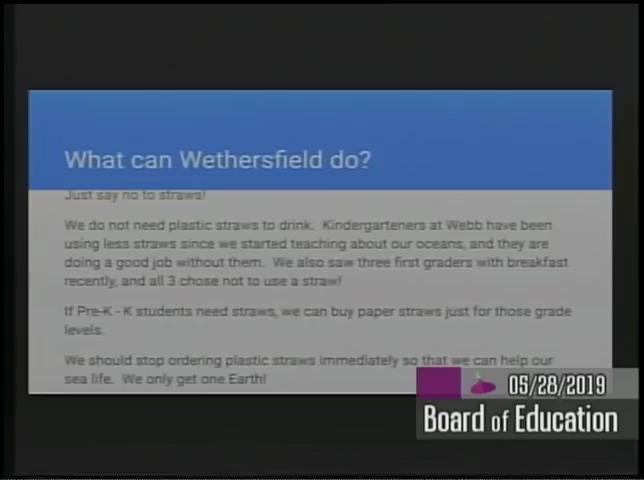 What can Wethersfield do?
Just say no to straws!
We do not need plastic straws to drink. Kindergarteners at Webb have been
using less straws since we started teaching about our oceans, and they are
doing a good job without them. We also saw three first graders with breakfast
recently, and all 3 chose not to use a straw!
If Pre-K - K students need straws, we can buy paper straws just for those grade
levels.
We should stop ordering plastic straws immediately so that we can help our
sea life. We only get one Earth!
05/28/2019
Board of Education